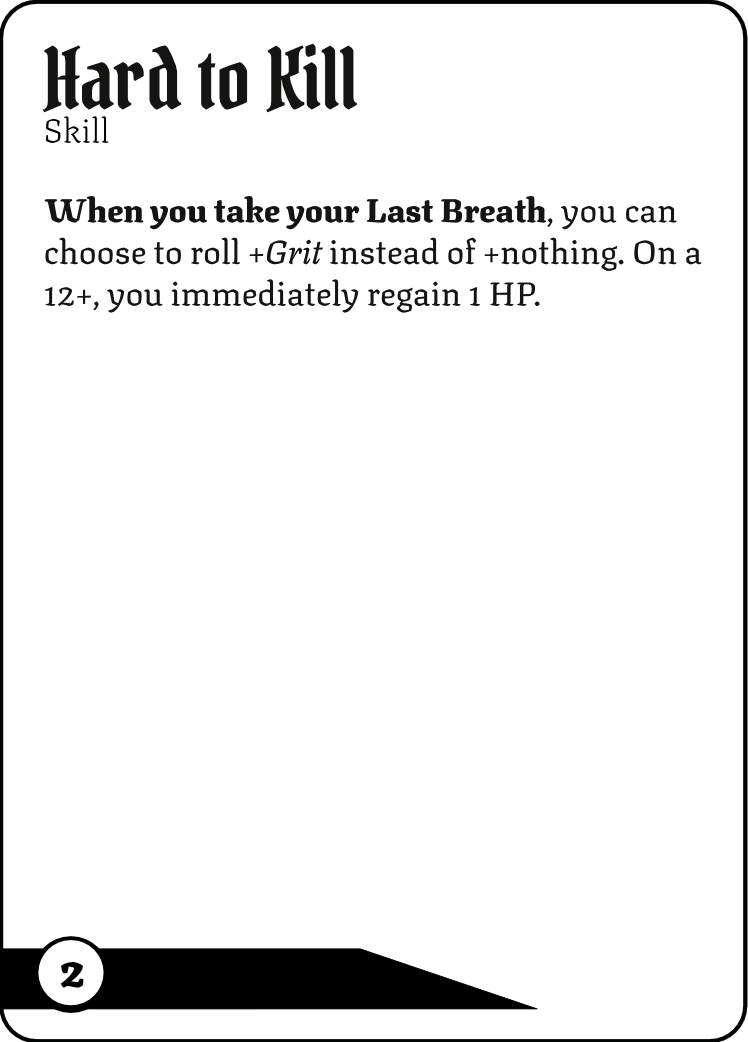 Hard to Kill
Skill
When you take your Last Breath, you can
choose to roll +Grit instead of +nothing. On a
12+, you immediately regain 1 HP.
2